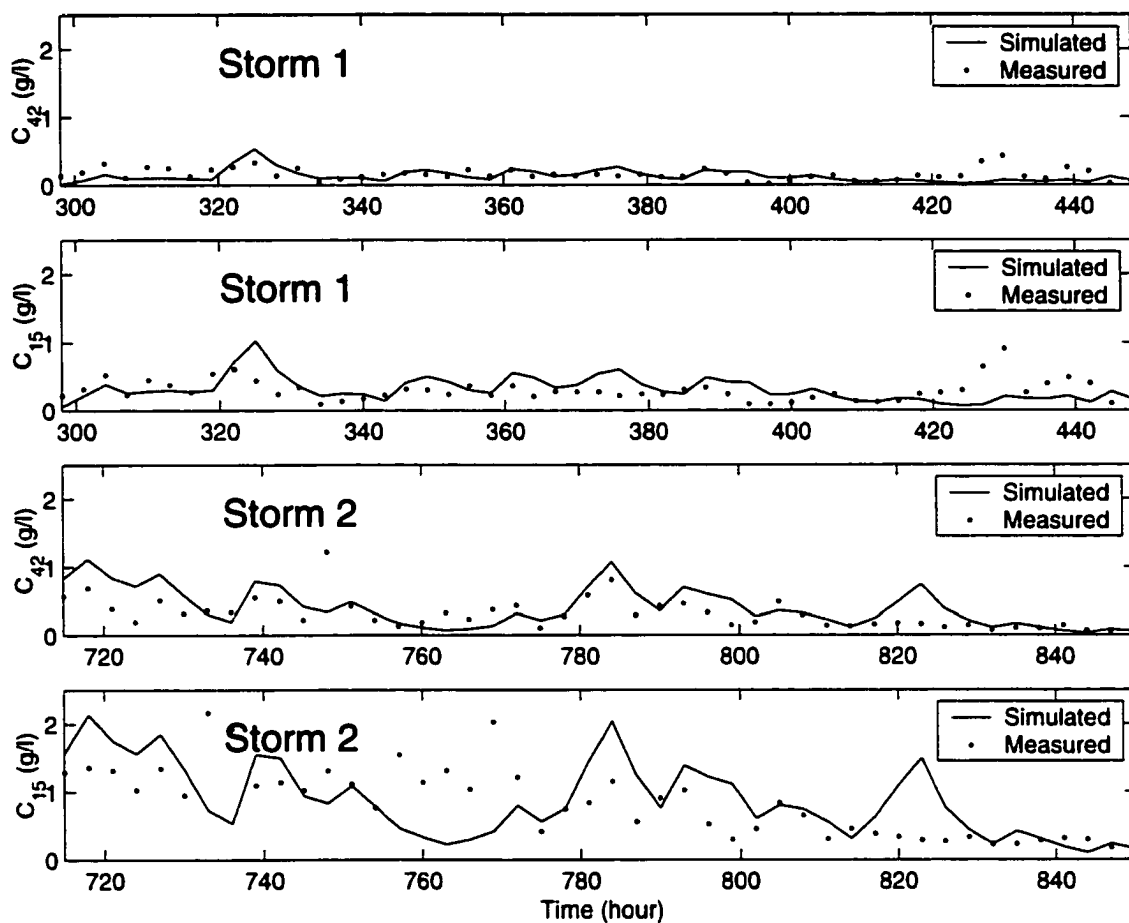 2
1
0
C42 (g/l)
Storm 1
Simulated
Measured
300 320 340 360 380 400 420 440
2
1
0
C15 (g/l)
Storm 1
Simulated
Measured
300 320 340 360 380 400 420 440
2
1
0
C42 (g/l)
Storm 2
Simulated
Measured
720 740 760 780 800 820 840
2
1
0
C15 (g/l)
Storm 2
Simulated
Measured
720 740 760 780 800 820 840
Time (hour)